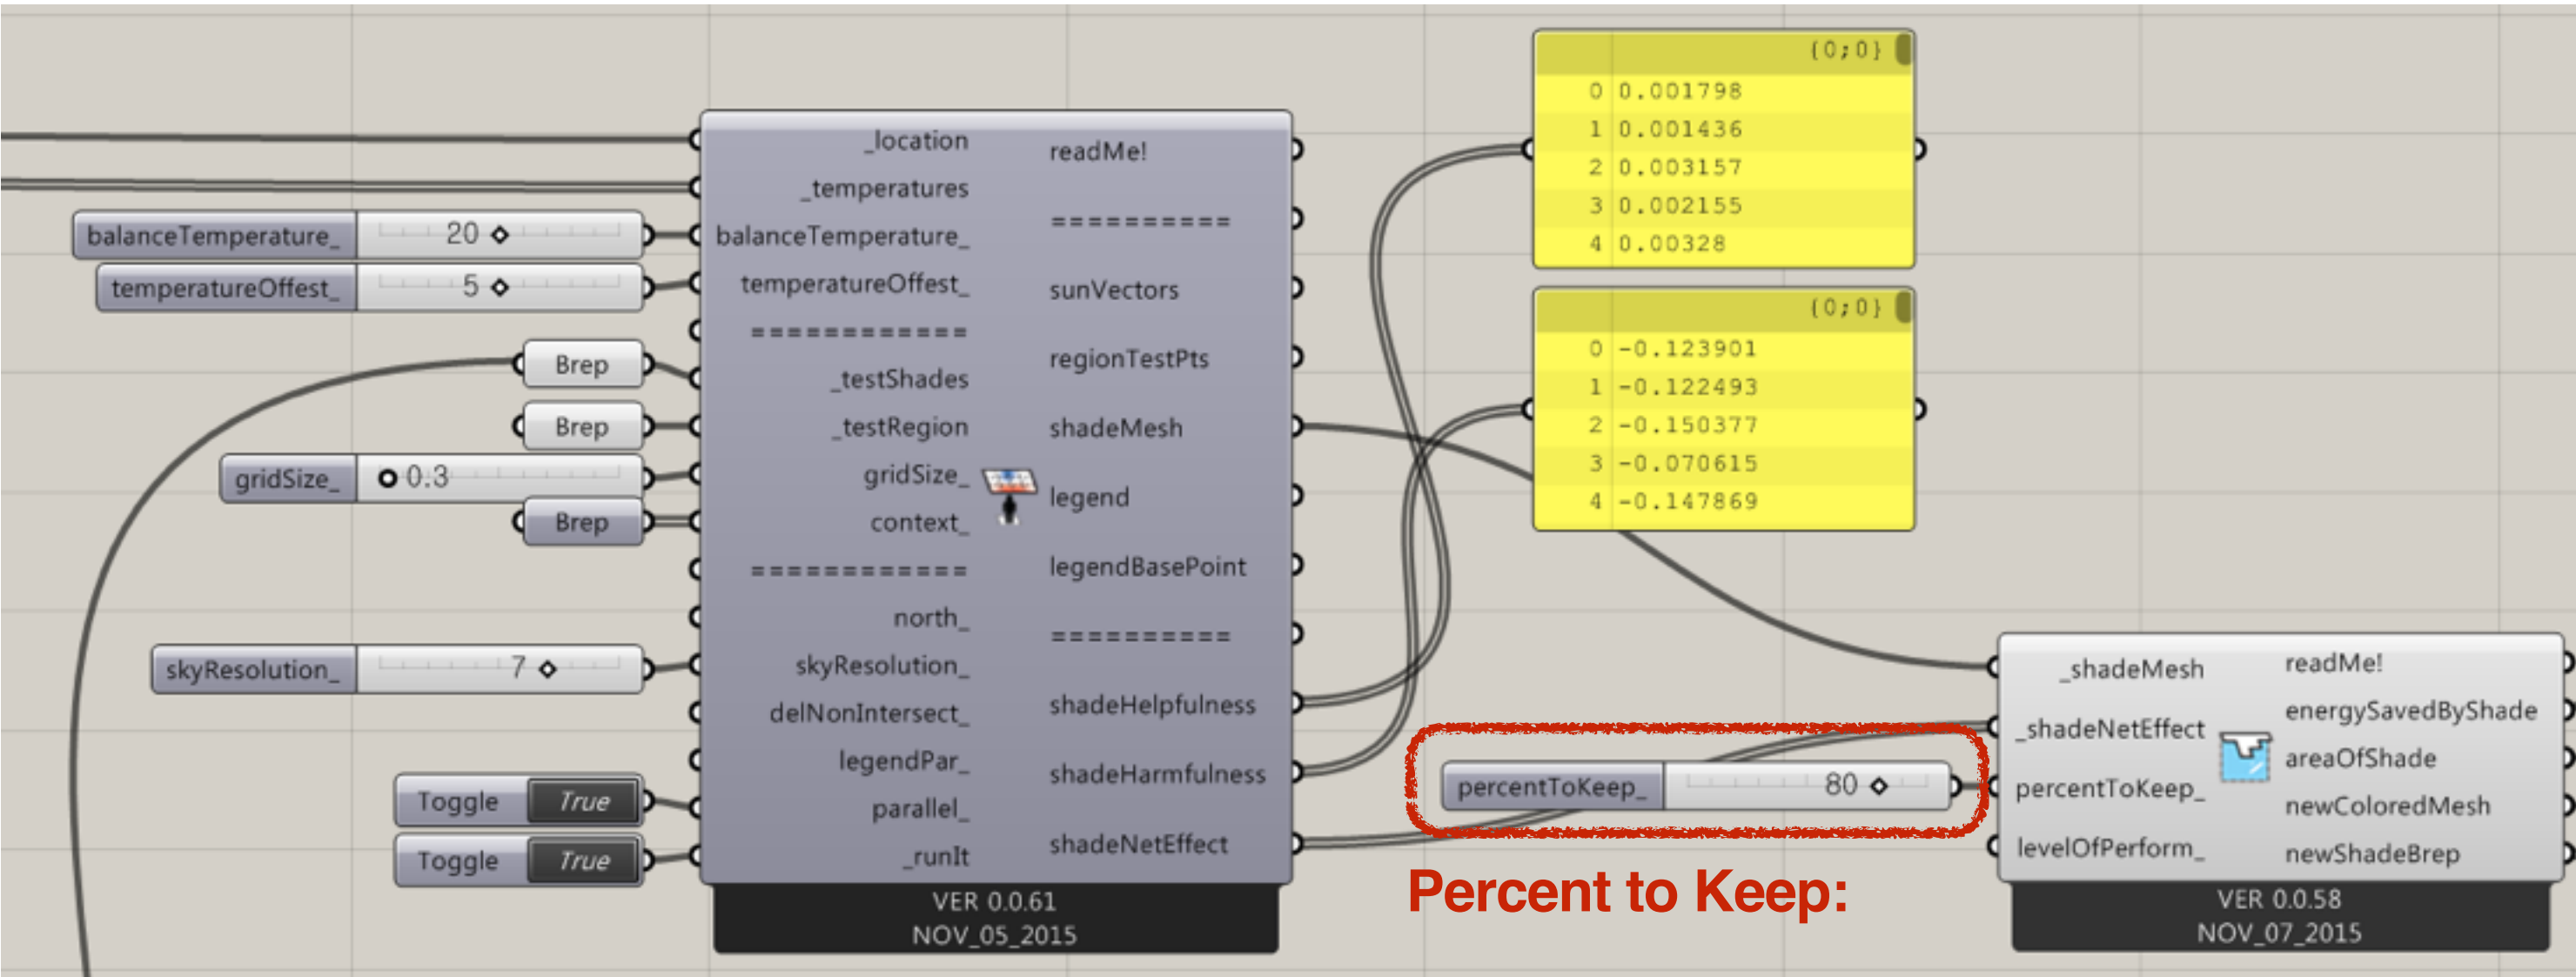 balanceTemperature_ 20
temperatureOffest_ 5
Brep
Brep
gridSize_ 0.3
Brep
skyResolution_ 7
Toggle True
Toggle True
_location
_temperatures
balanceTemperature_
temperatureOffest_
============
_testShades
_testRegion
gridSize_
context_
============
north_
skyResolution_
delNonIntersect_
legendPar_
parallel_
_runIt
readMe!
==========
sunVectors
regionTestPts
shadeMesh
legend
legendBasePoint
==========
shadeHelpfulness
shadeHarmfulness
shadeNetEffect
VER 0.0.61
NOV_05_2015
{0;0}
0 0.001798
1 0.001436
2 0.003157
3 0.002155
4 0.00328
{0;0}
0 -0.123901
1 -0.122493
2 -0.150377
3 -0.070615
4 -0.147869
percentToKeep_ 80
Percent to Keep:
_shadeMesh
_shadeNetEffect
percentToKeep_
levelOfPerform_
readMe!
energySavedByShade
areaOfShade
newColoredMesh
newShadeBrep
VER 0.0.58
NOV_07_2015